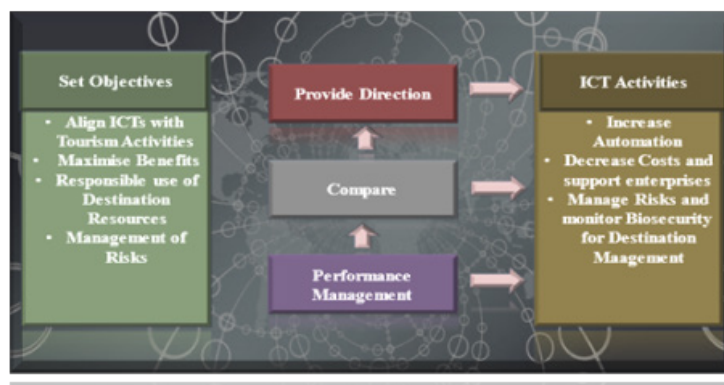 Set Objectives
• Align ICTs with
Tourism Activities
• Maximise Benefits
• Responsible use of
Destination
Resources
• Management of
Risks
Provide Direction
Compare
Performance
Management
ICT Activities
• Increase
Automation
• Decrease Costs and
support enterprises
• Manage Risks and
monitor Biosecurity
for Destination
Maagement